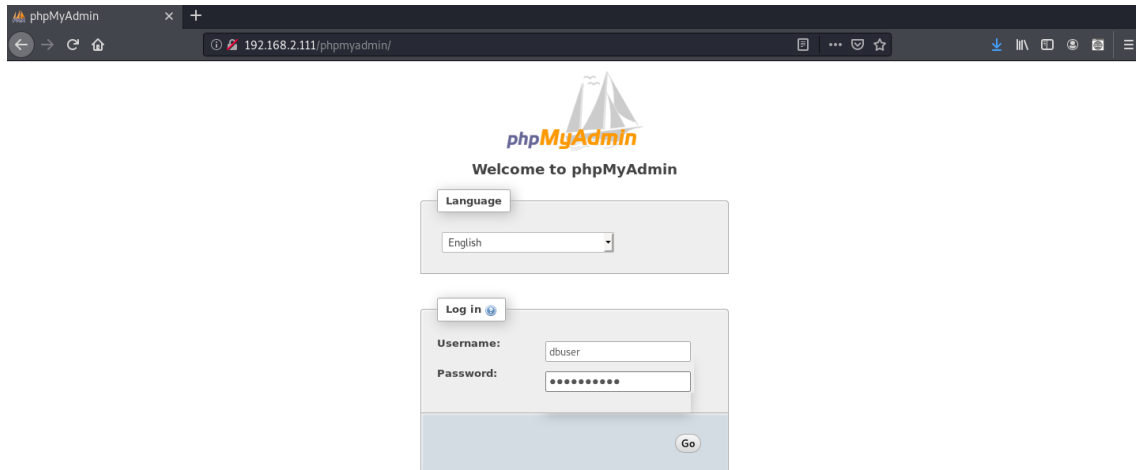 phpMyAdmin
192.168.2.111/phpmyadmin/
phpMyAdmin
Welcome to phpMyAdmin
Language
English
Log in
Username:
dbuser
Password:
••••••••••
Go